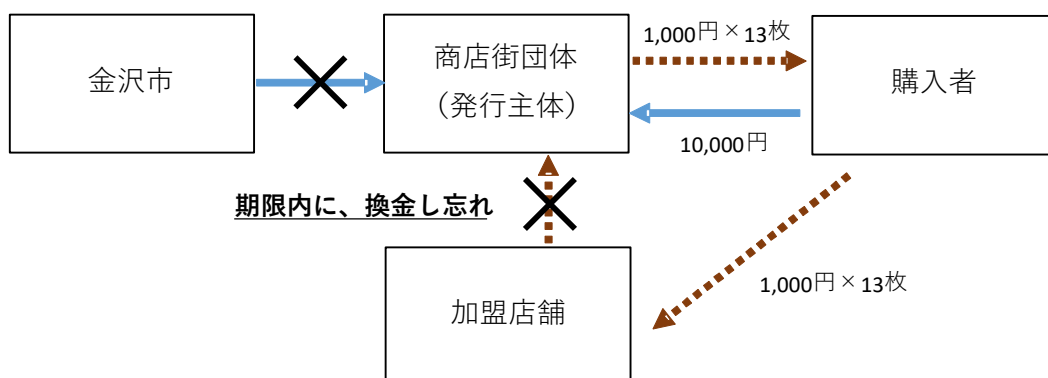 1,000円×13枚
金沢市
商店街団体
（発行主体）
購入者
10,000円
期限内に、換金し忘れ
1,000円×13枚
加盟店舗